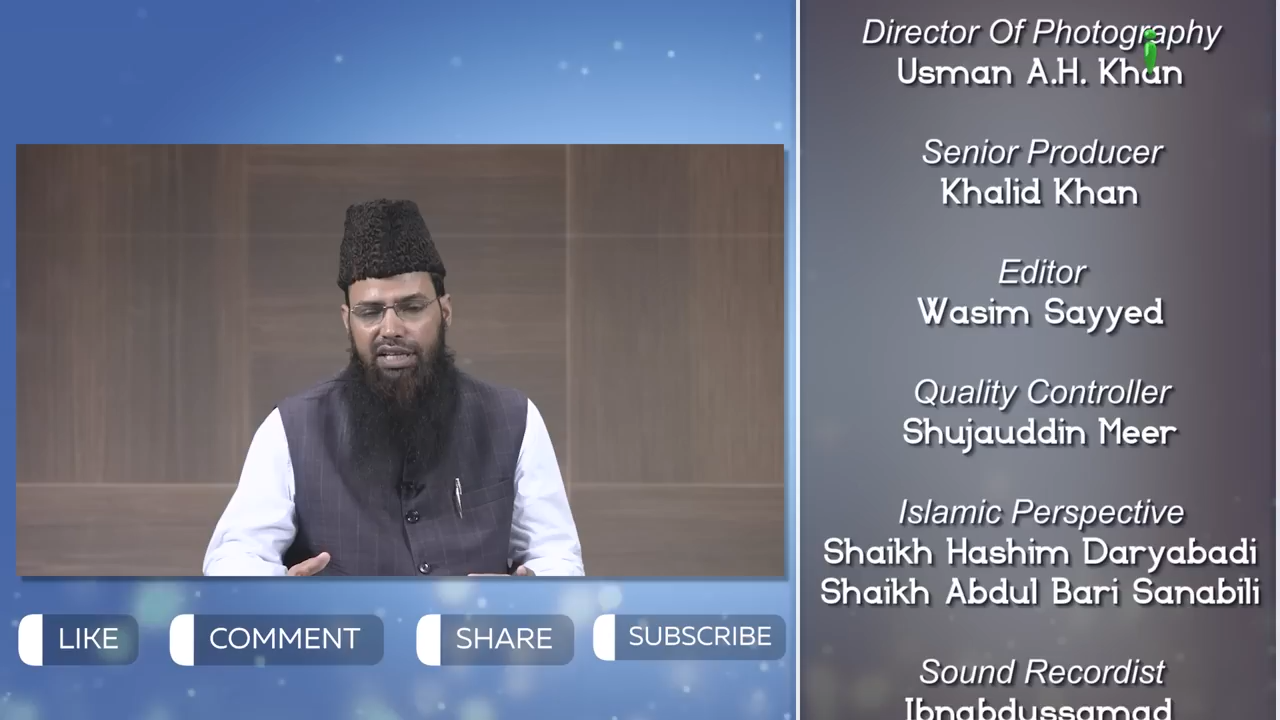 Director Of Photography
Usman A.H. Khan
Senior Producer
Khalid Khan
Editor
Wasim Sayyed
Quality Controller
Shujauddin Meer
Islamic Perspective
Shaikh Hashim Daryabadi
Shaikh Abdul Bari Sanabili
Sound Recordist
Ibnabdussamad
LIKE
COMMENT
SHARE
SUBSCRIBE